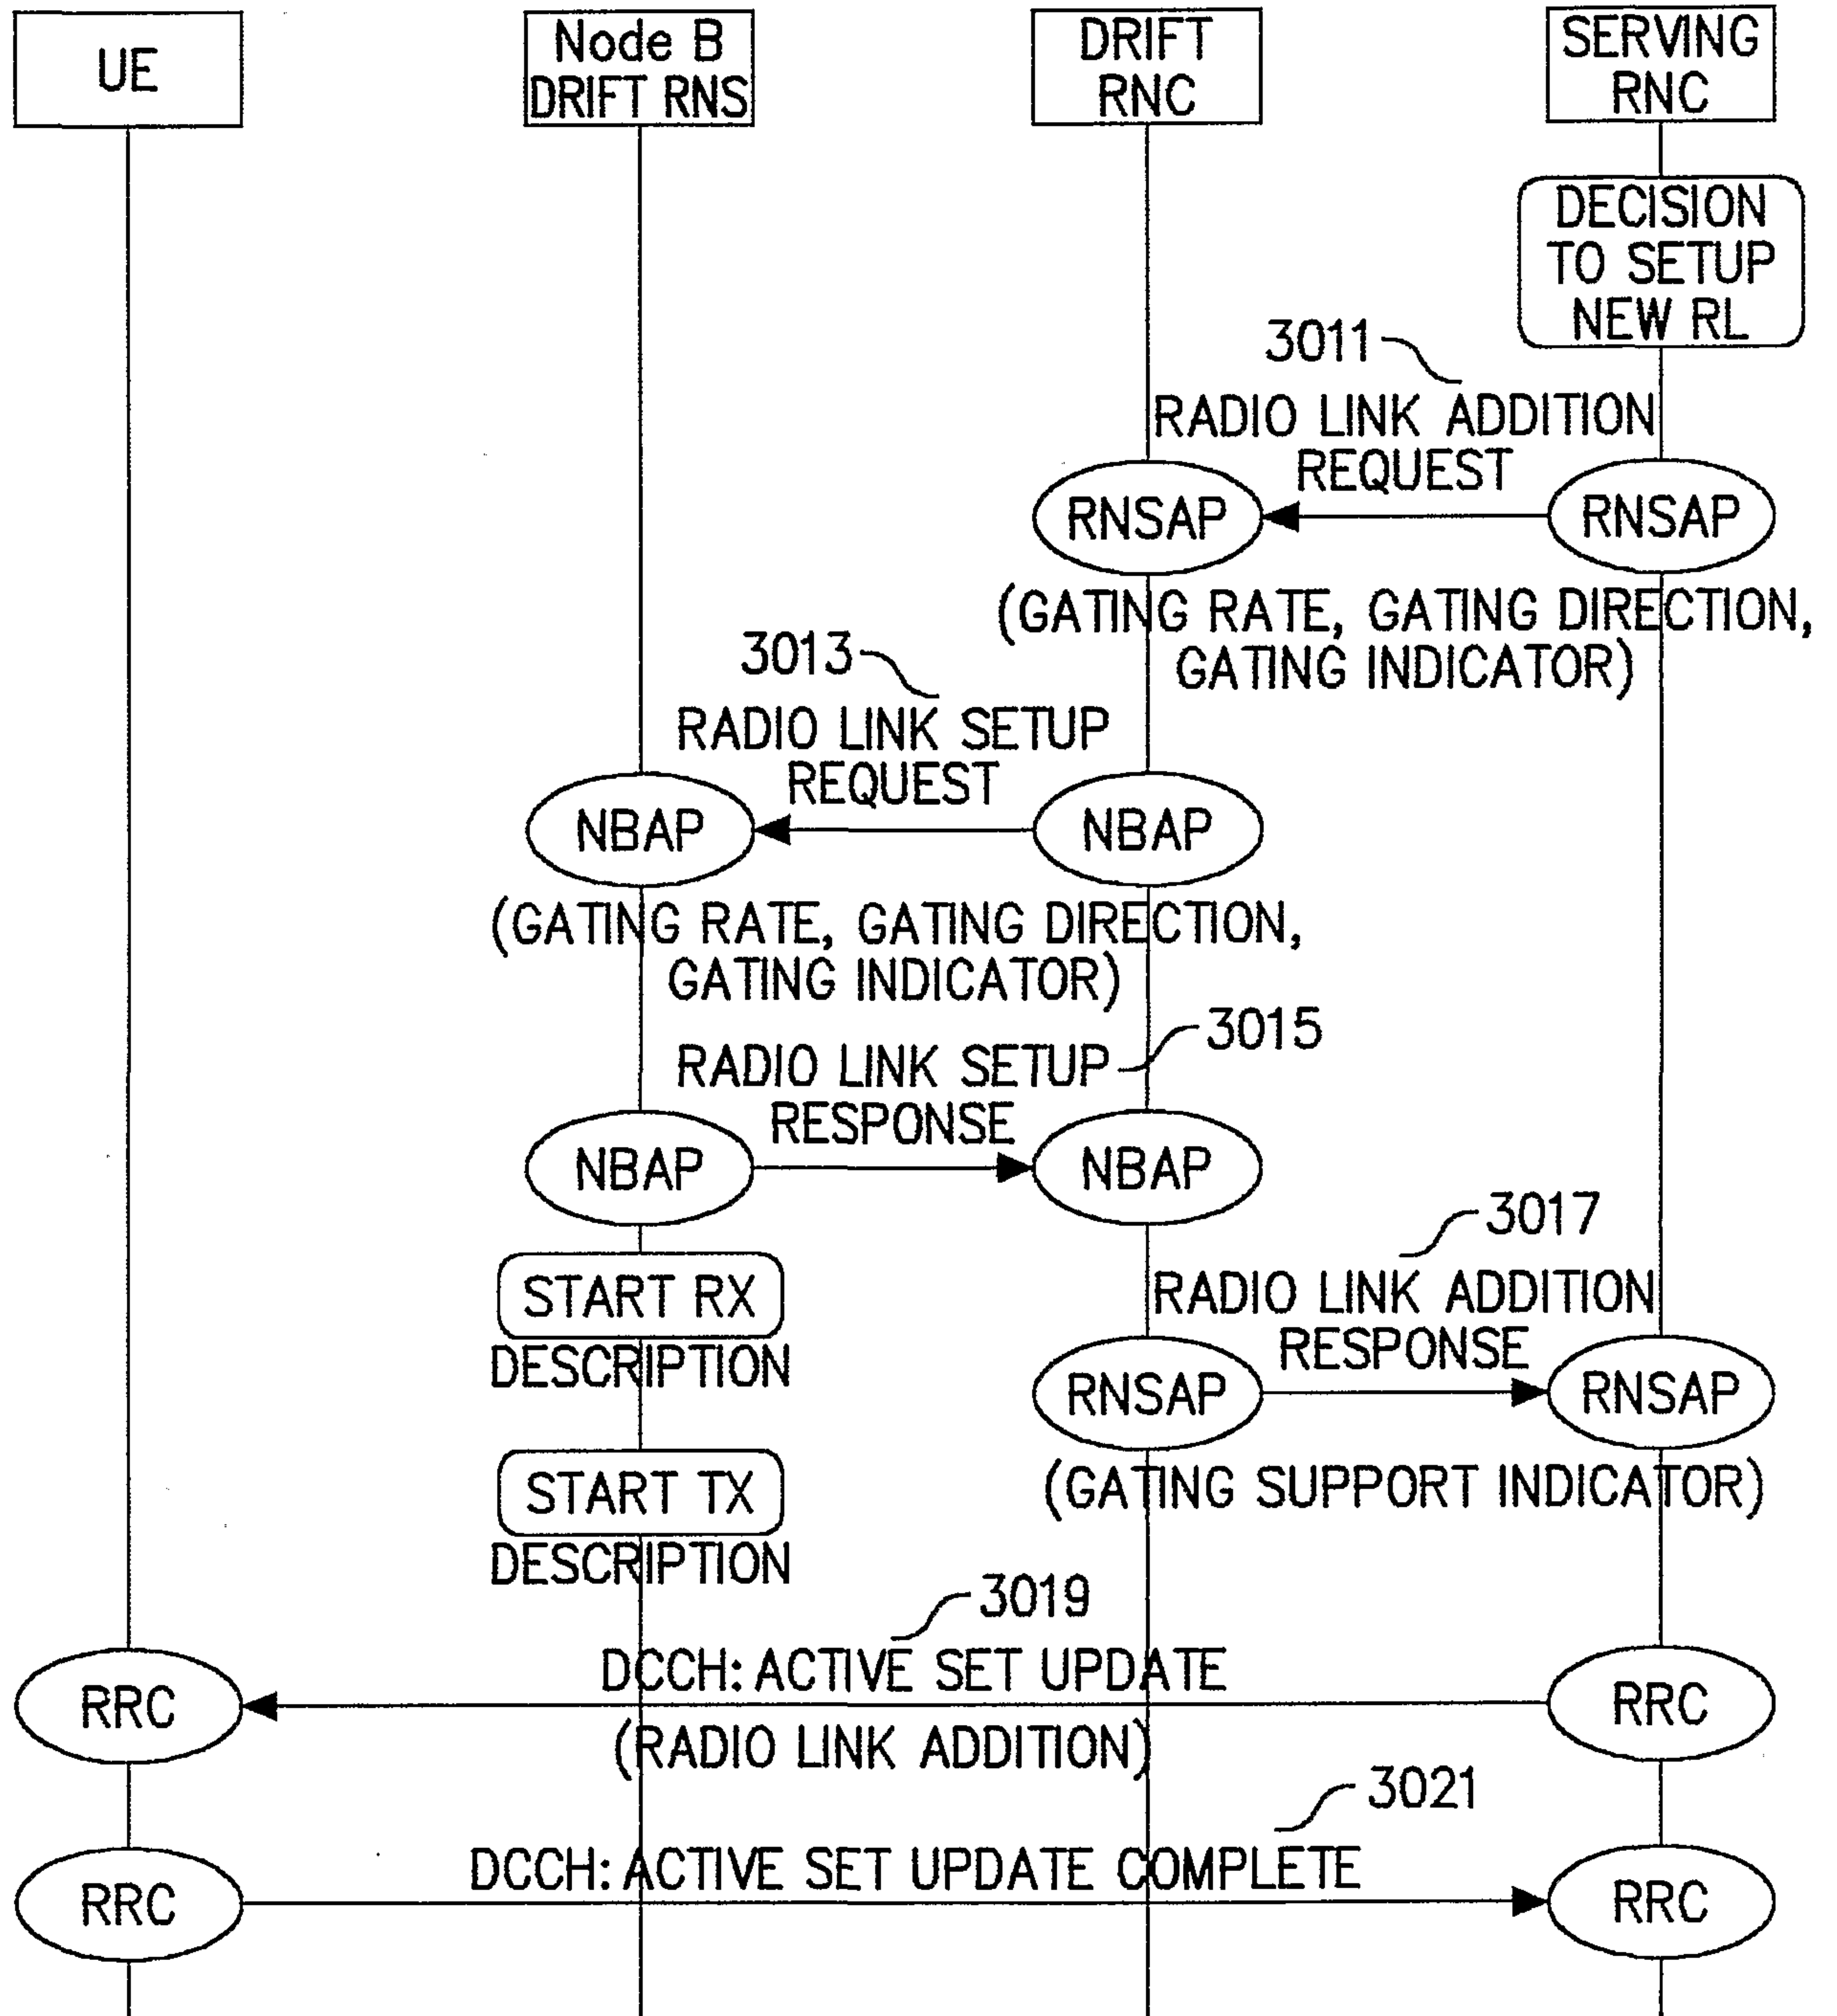 UE
Node B
DRIFT RNS
DRIFT
RNC
SERVING
RNC
DECISION
TO SETUP
NEW RL
3011
RADIO LINK ADDITION
REQUEST
RNSAP
RNSAP
(GATING RATE, GATING DIRECTION,
GATING INDICATOR)
3013
RADIO LINK SETUP
REQUEST
NBAP
NBAP
(GATING RATE, GATING DIRECTION,
GATING INDICATOR)
3015
RADIO LINK SETUP
RESPONSE
NBAP
NBAP
3017
START RX
DESCRIPTION
RADIO LINK ADDITION
RESPONSE
RNSAP
RNSAP
START TX
DESCRIPTION
(GATING SUPPORT INDICATOR)
3019
DCCH: ACTIVE SET UPDATE
RRC
RRC
(RADIO LINK ADDITION)
3021
DCCH: ACTIVE SET UPDATE COMPLETE
RRC
RRC